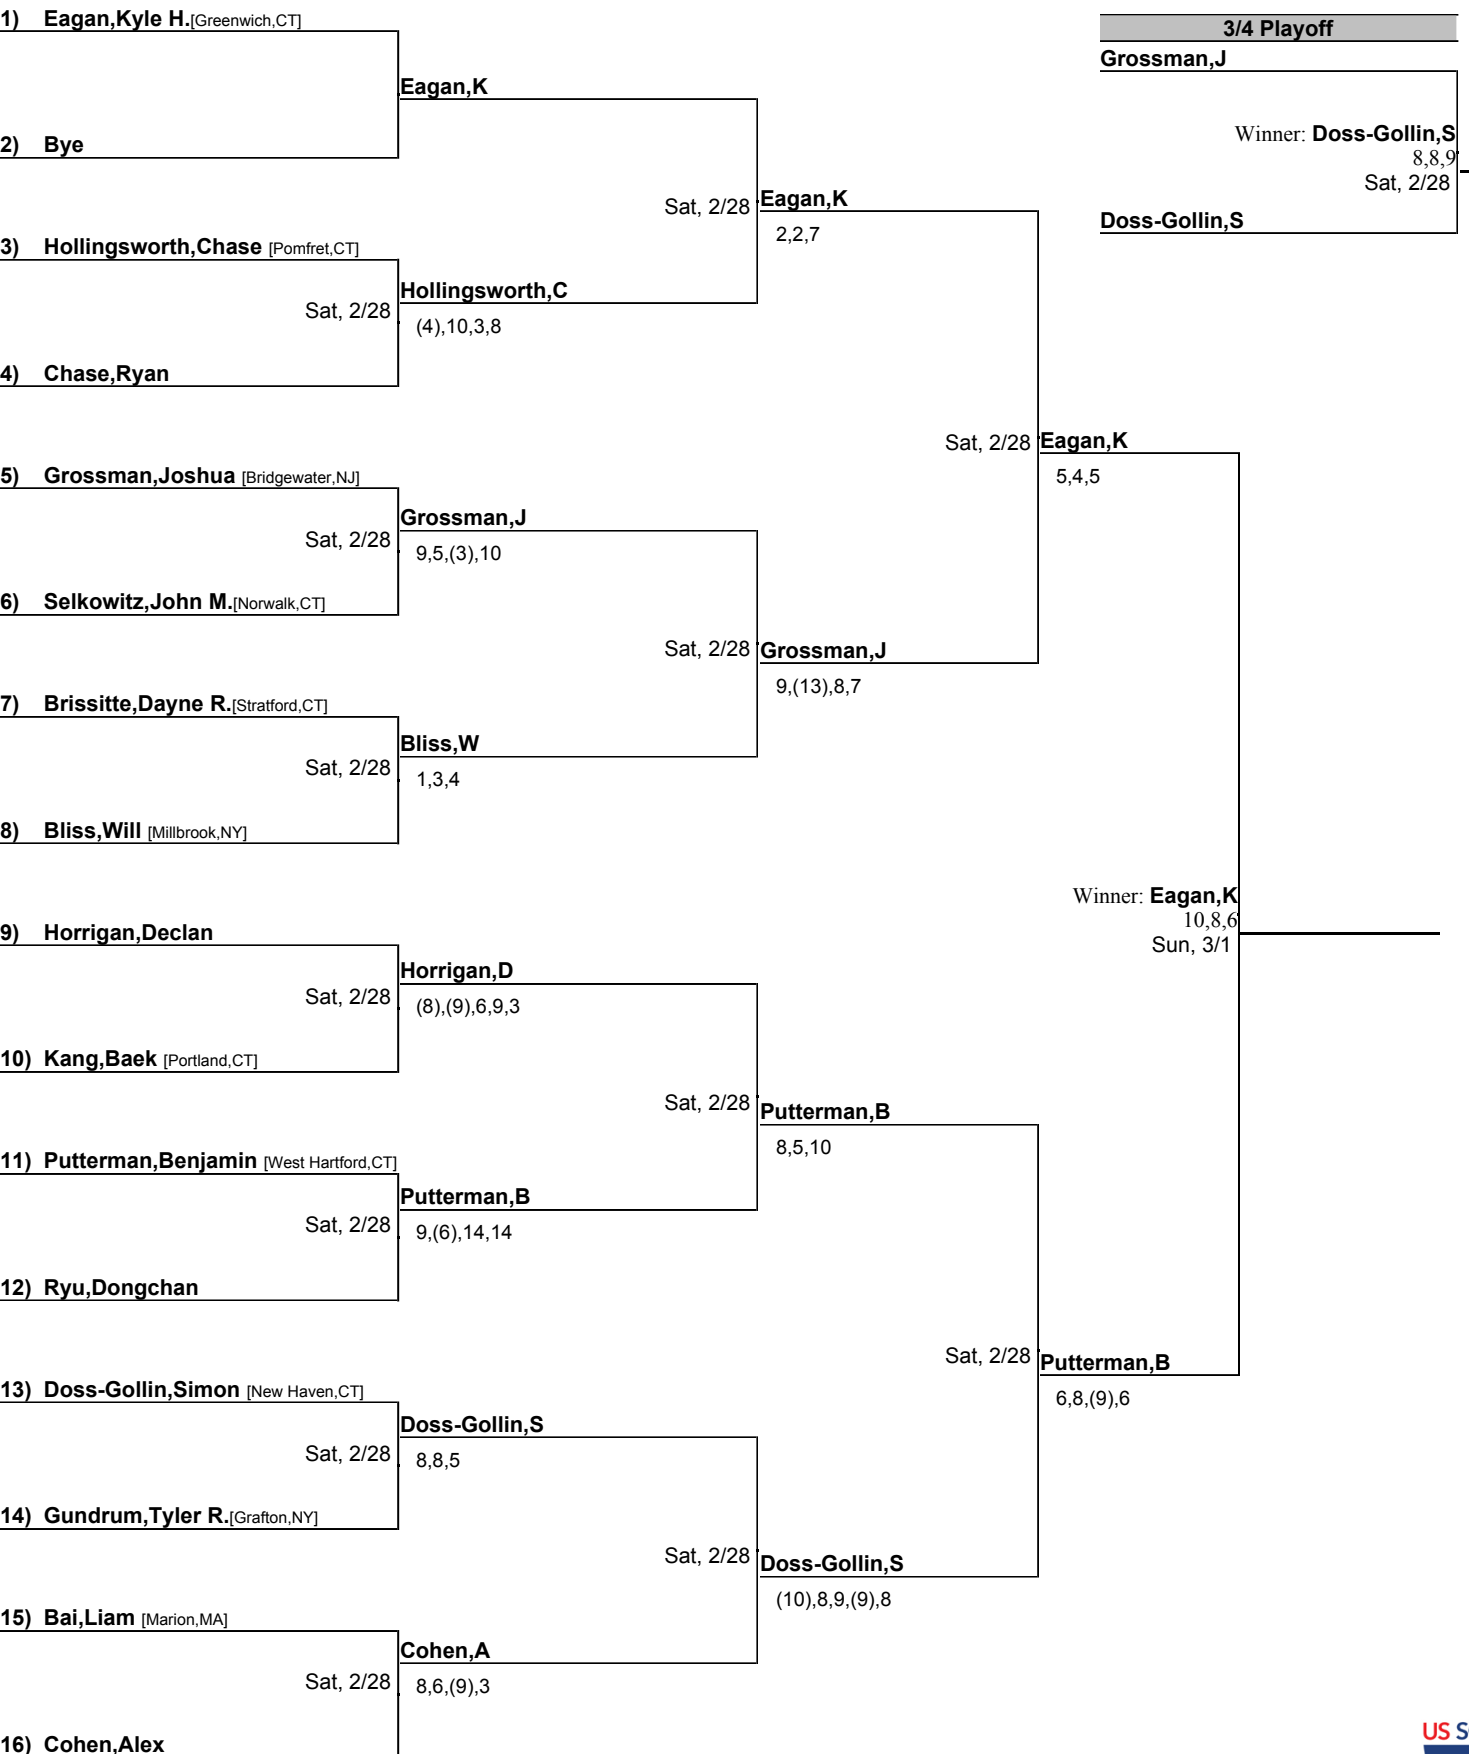 1) Eagan,Kyle H.[Greenwich,CT]
3/4 Playoff
Grossman,J
Eagan,K
Winner: Doss-Gollin,S
8,8,9
Sat, 2/28
2) Bye
Sat, 2/28 Eagan,K
2,2,7
Doss-Gollin,S
3) Hollingsworth,Chase [Pomfret,CT]
Hollingsworth,C
Sat, 2/28
(4),10,3,8
4) Chase,Ryan
Sat, 2/28 Eagan,K
5,4,5
5) Grossman,Joshua [Bridgewater,NJ]
Grossman,J
Sat, 2/28
9,5,(3),10
6) Selkowitz,John M.[Norwalk,CT]
Sat, 2/28 Grossman,J
9,(13),8,7
7) Brissitte,Dayne R.[Stratford,CT]
Bliss,W
Sat, 2/28
1,3,4
8) Bliss,Will [Millbrook,NY]
Winner: Eagan,K
10,8,6
Sun, 3/1
9) Horrigan,Declan
Horrigan,D
Sat, 2/28
(8),(9),6,9,3
10) Kang,Baek [Portland,CT]
Sat, 2/28 Putterman,B
8,5,10
11) Putterman,Benjamin [West Hartford,CT]
Putterman,B
Sat, 2/28
9,(6),14,14
12) Ryu,Dongchan
Sat, 2/28 Putterman,B
6,8,(9),6
13) Doss-Gollin,Simon [New Haven,CT]
Doss-Gollin,S
Sat, 2/28
8,8,5
14) Gundrum,Tyler R.[Grafton,NY]
Sat, 2/28 Doss-Gollin,S
(10),8,9,(9),8
15) Bai,Liam [Marion,MA]
Cohen,A
Sat, 2/28
8,6,(9),3
16) Cohen,Alex
US